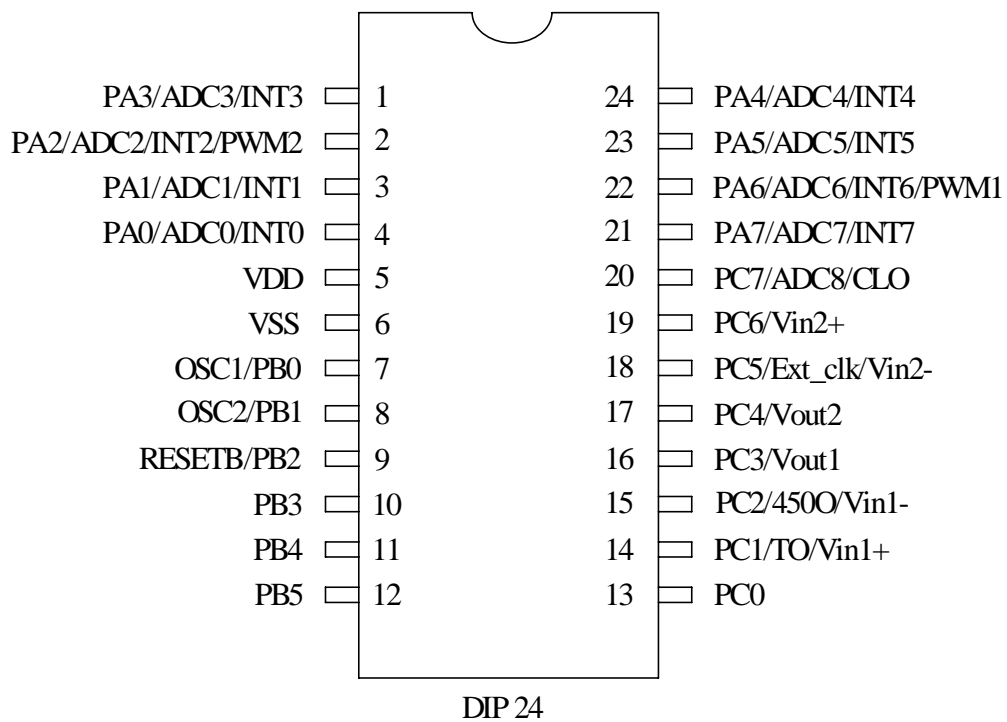 PA3/ADC3/INT3 1 24 PA4/ADC4/INT4
PA2/ADC2/INT2/PWM2 2 23 PA5/ADC5/INT5
PA1/ADC1/INT1 3 22 PA6/ADC6/INT6/PWM1
PA0/ADC0/INT0 4 21 PA7/ADC7/INT7
VDD 5 20 PC7/ADC8/CLO
VSS 6 19 PC6/Vin2+
OSC1/PB0 7 18 PC5/Ext_clk/Vin2-
OSC2/PB1 8 17 PC4/Vout2
RESETB/PB2 9 16 PC3/Vout1
PB3 10 15 PC2/450O/Vin1-
PB4 11 14 PC1/TO/Vin1+
PB5 12 13 PC0
DIP 24